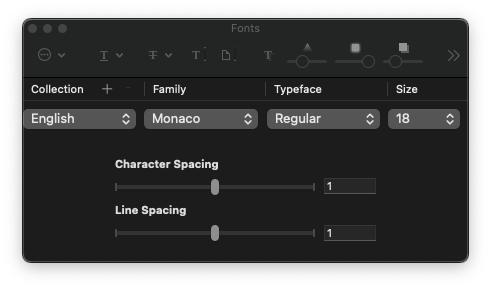 Fonts
Collection + - Family Typeface Size
English Monaco Regular 18
Character Spacing
1
Line Spacing
1